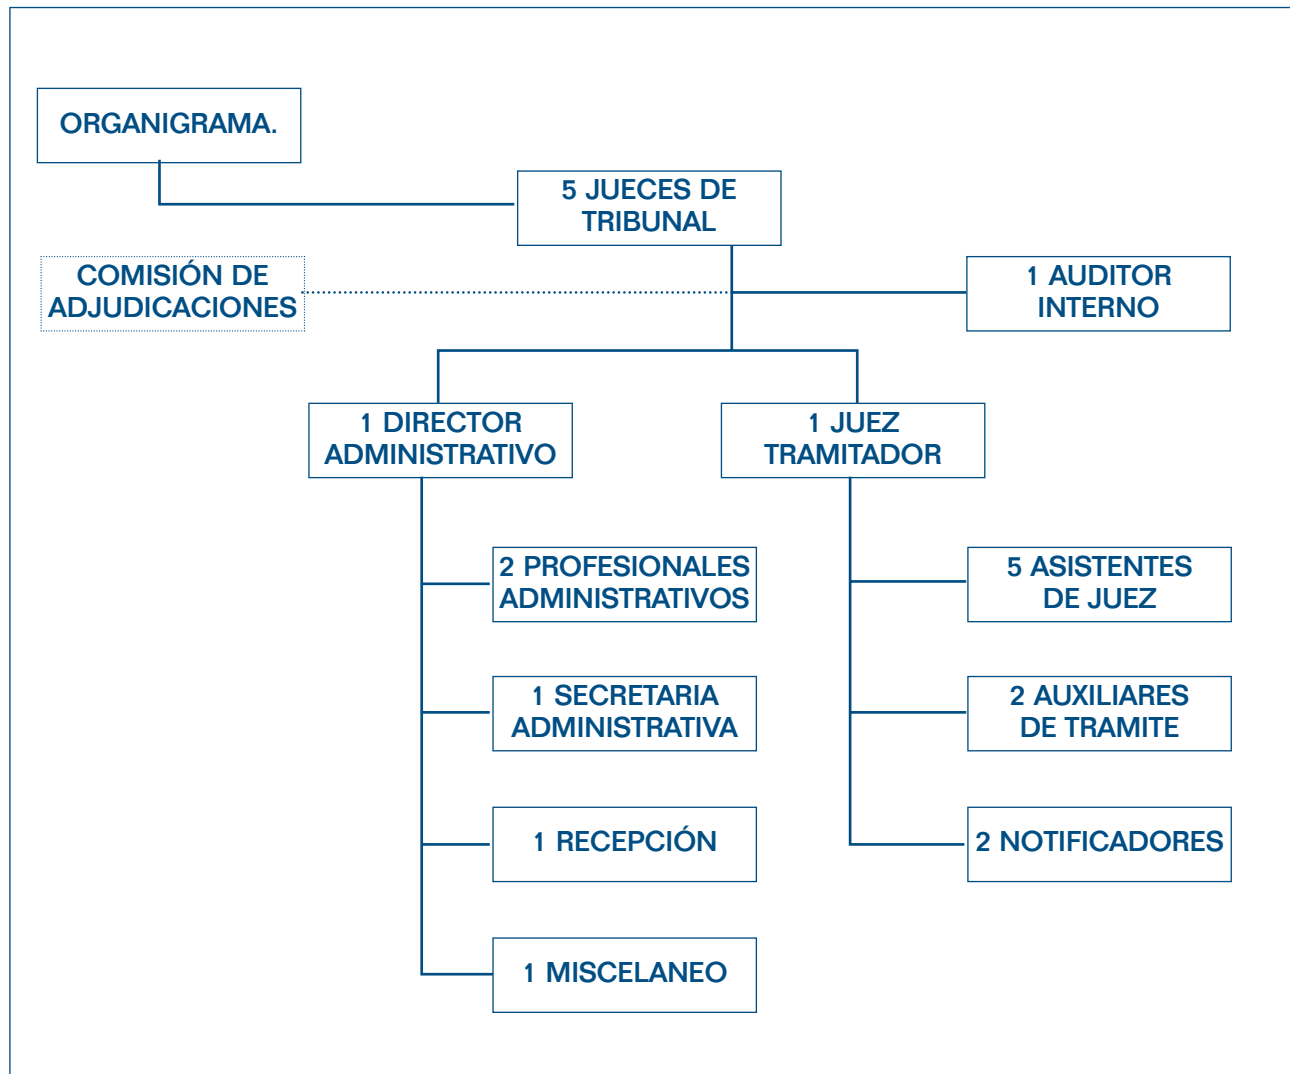 ORGANIGRAMA.
5 JUECES DE
TRIBUNAL
COMISIÓN DE
ADJUDICACIONES
1 AUDITOR
INTERNO
1 DIRECTOR
ADMINISTRATIVO
1 JUEZ
TRAMITADOR
2 PROFESIONALES
ADMINISTRATIVOS
5 ASISTENTES
DE JUEZ
1 SECRETARIA
ADMINISTRATIVA
2 AUXILIARES
DE TRAMITE
1 RECEPCIÓN
2 NOTIFICADORES
1 MISCELANEO